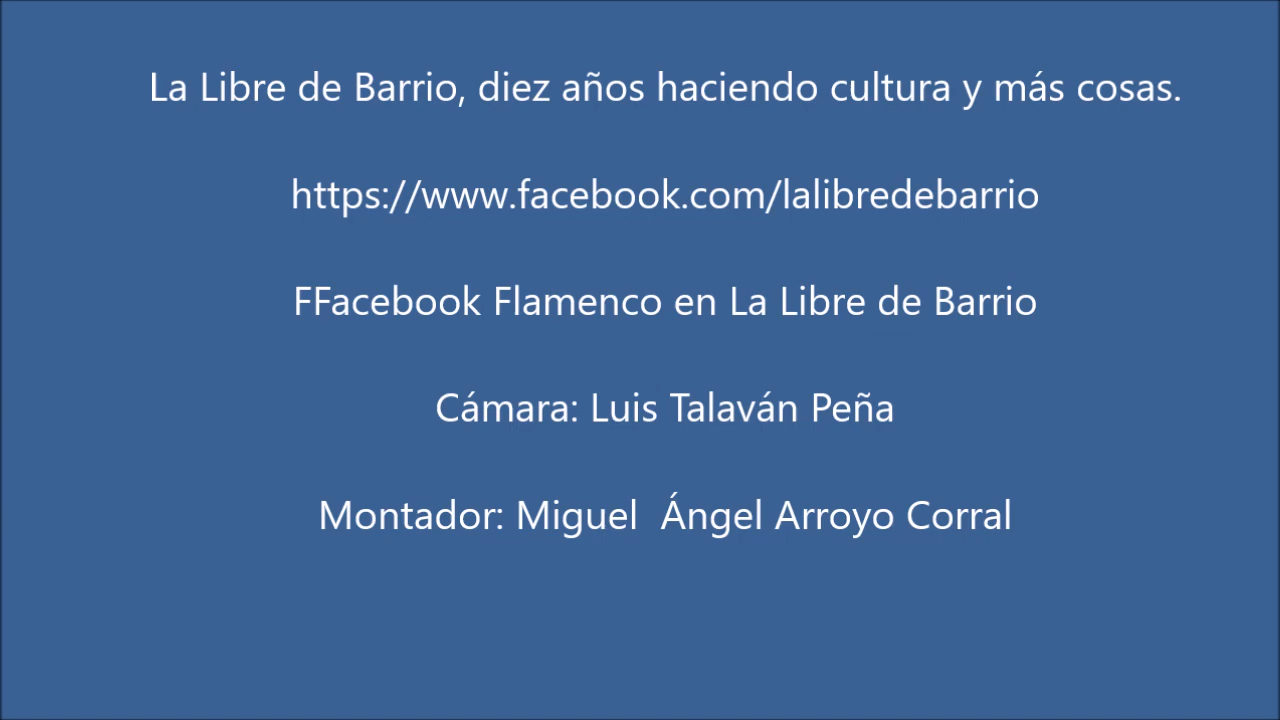 La Libre de Barrio, diez años haciendo cultura y más cosas.
https://www.facebook.com/lalibredebarrio
FFacebook Flamenco en La Libre de Barrio
Cámara: Luis Talaván Peña
Montador: Miguel  Ángel Arroyo Corral